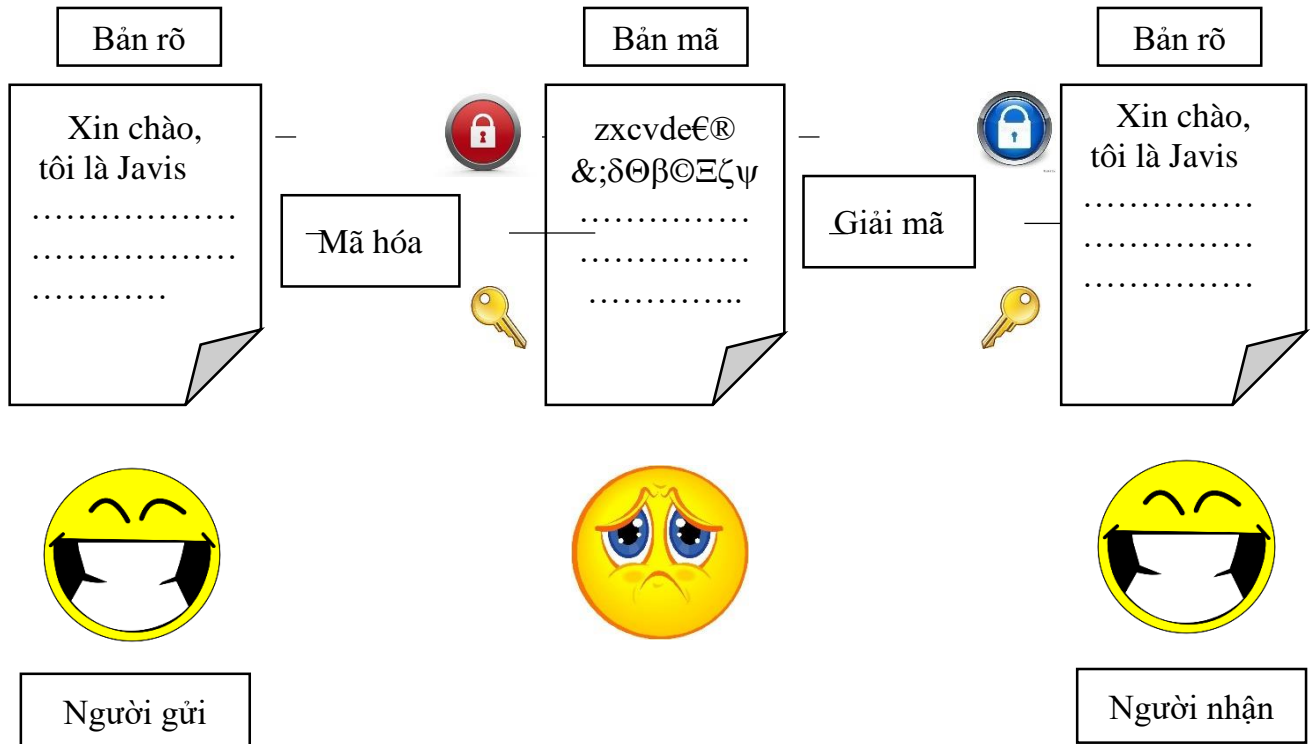 Bản rõ
Bản mã
Bản rõ
Xin chào,
tôi là Javis
………………
………………
…………
Mã hóa
zxcvde€®
&;δΘβ©Ξζψ
……………
……………
…………..
Giải mã
Xin chào,
tôi là Javis
……………
……………
……………
Người gửi
Người nhận